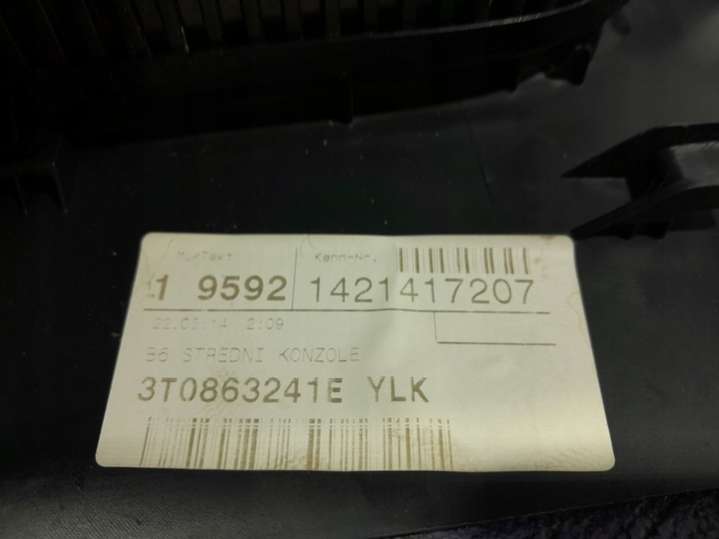 Kenn-Nr.
1 9592 1421417207
B6 STREDNI KONZOLE
3T0863241E YLK